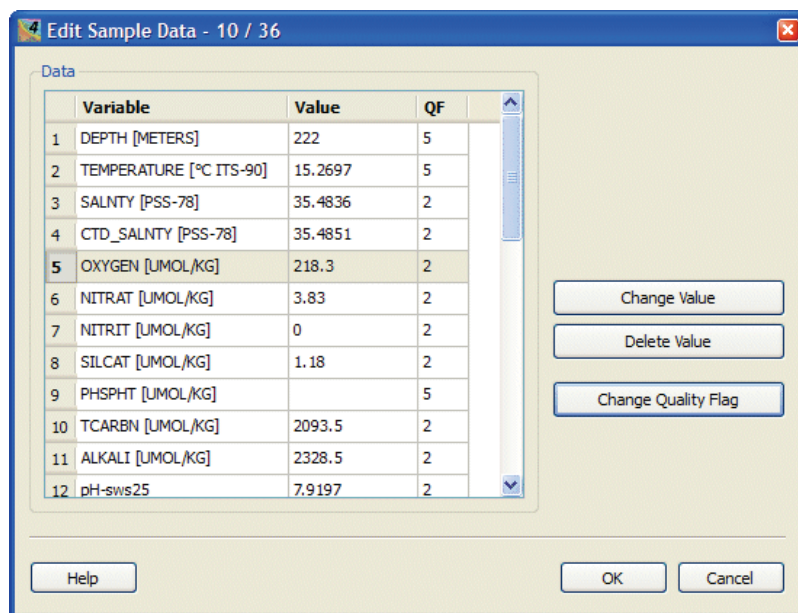 4 Edit Sample Data - 10 / 36
Data
Variable Value QF
1 DEPTH [METERS] 222 5
2 TEMPERATURE [°C ITS-90] 15.2697 5
3 SALNTY [PSS-78] 35.4836 2
4 CTD_SALNTY [PSS-78] 35.4851 2
5 OXYGEN [UMOL/KG] 218.3 2
6 NITRAT [UMOL/KG] 3.83 2
7 NITRIT [UMOL/KG] 0 2
8 SILCAT [UMOL/KG] 1.18 2
9 PHSPHT [UMOL/KG] 5
10 TCARBN [UMOL/KG] 2093.5 2
11 ALKALI [UMOL/KG] 2328.5 2
12 pH-sws25 7.9197 2
Change Value
Delete Value
Change Quality Flag
Help OK Cancel